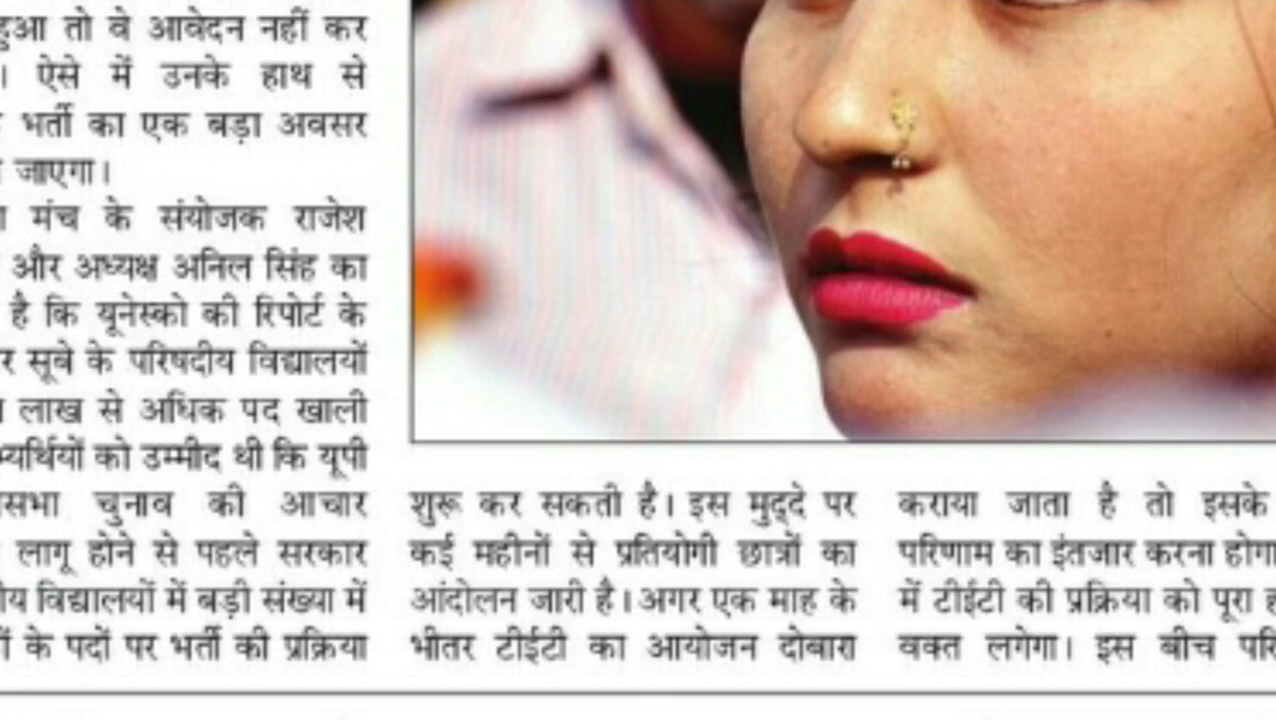 हुआ तो वे आवेदन नहीं कर
। ऐसे में उनके हाथ से
भर्ती का एक बड़ा अवसर
जाएगा।
मंच के संयोजक राजेश
और अध्यक्ष अनिल सिंह का
है कि यूनेस्को की रिपोर्ट के
सूबे के परिषदीय विद्यालयों
लाख से अधिक पद खाली
को उम्मीद थी कि यूपी
चुनाव की आचार
लागू होने से पहले सरकार
विद्यालयों में बड़ी संख्या में
के पदों पर भर्ती की प्रक्रिया
शुरू कर सकती है। इस मुद्दे पर
कई महीनों से प्रतियोगी छात्रों का
आंदोलन जारी है। अगर एक माह के
भीतर टीईटी का आयोजन दोबारा
कराया जाता है तो इसके
परिणाम का इंतजार करना होगा
में टीईटी की प्रक्रिया को पूरा
वक्त लगेगा। इस बीच